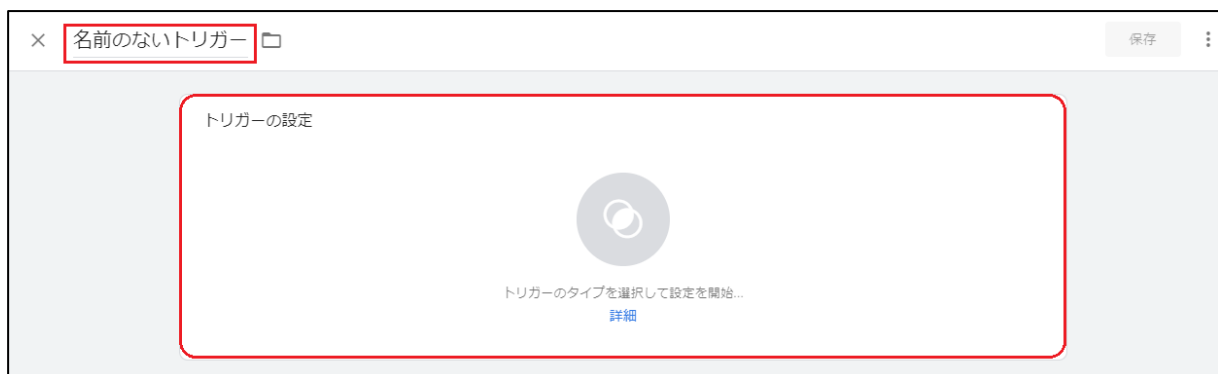 名前のないトリガー
保存
トリガーの設定
トリガーのタイプを選択して設定を開始...
詳細